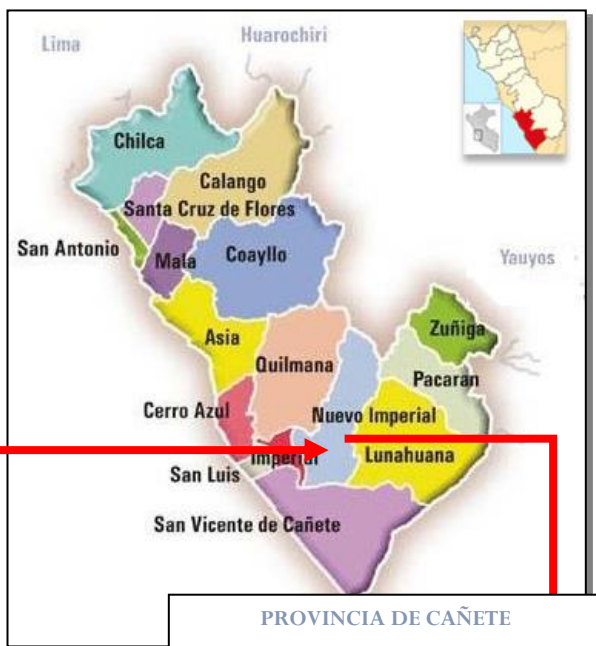 Lima
Huarochiri
Chilca
Calango
Santa Cruz de Flores
San Antonio
Mala
Coayllo
Yauyos
Asia
Zuñiga
Quilmana
Pacaran
Cerro Azul
Nuevo Imperial
Imperial
Lunahuana
San Luis
San Vicente de Cañete
PROVINCIA DE CAÑETE